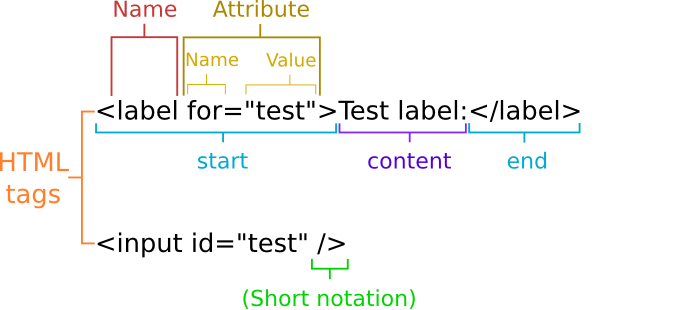 Name Attribute
Name Value
<label for="test">Test label:</label>
start content end
HTML
tags
<input id="test" />
(Short notation)